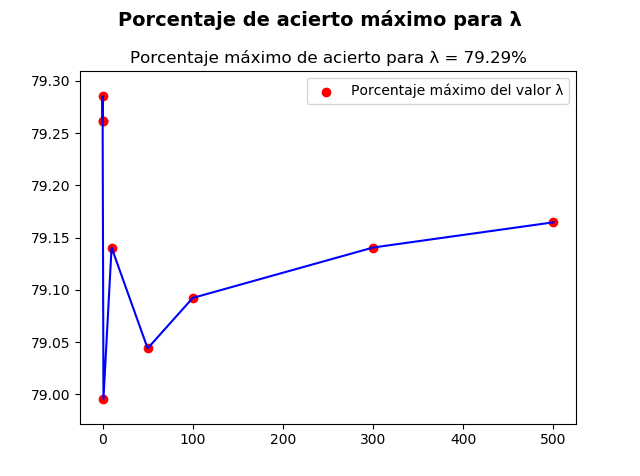 Porcentaje de acierto máximo para λ
Porcentaje máximo de acierto para λ = 79.29%
Porcentaje máximo del valor λ
79.30
79.25
79.20
79.15
79.10
79.05
79.00
0 100 200 300 400 500